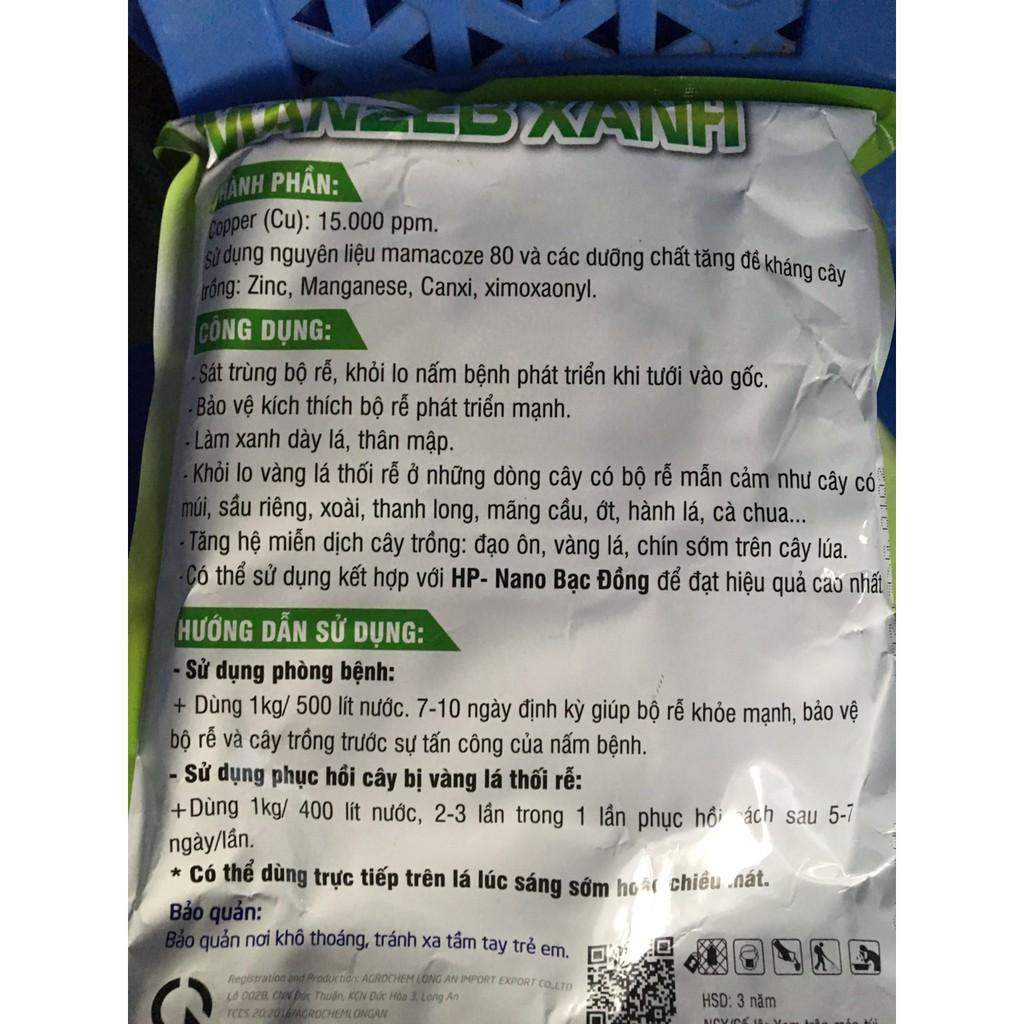 MANZEB XANH
THÀNH PHẦN:
Copper (Cu): 15.000 ppm.
Sử dụng nguyên liệu mamacoze 80 và các dưỡng chất tăng đề kháng cây
trồng: Zinc, Manganese, Canxi, ximoxaonyl.
CÔNG DỤNG:
- Sát trùng bộ rễ, khỏi lo nấm bệnh phát triển khi tưới vào gốc.
- Bảo vệ kích thích bộ rễ phát triển mạnh.
- Làm xanh dày lá, thân mập.
- Khỏi lo vàng lá thối rễ ở những dòng cây có bộ rễ mẫn cảm như cây có
múi, sầu riêng, xoài, thanh long, mãng cầu, ớt, hành lá, cà chua...
- Tăng hệ miễn dịch cây trồng: đạo ôn, vàng lá, chín sớm trên cây lúa.
- Có thể sử dụng kết hợp với HP- Nano Bạc Đồng để đạt hiệu quả cao nhất
HƯỚNG DẪN SỬ DỤNG:
- Sử dụng phòng bệnh:
+ Dùng 1kg/ 500 lít nước. 7-10 ngày định kỳ giúp bộ rễ khỏe mạnh, bảo vệ
bộ rễ và cây trồng trước sự tấn công của nấm bệnh.
- Sử dụng phục hồi cây bị vàng lá thối rễ:
+Dùng 1kg/ 400 lít nước, 2-3 lần trong 1 lần phục hồi cách sau 5-7
ngày/lần.
* Có thể dùng trực tiếp trên lá lúc sáng sớm hoặc chiều mát.
Bảo quản:
Bảo quản nơi khô thoáng, tránh xa tầm tay trẻ em.
Registration and Production: AGROCHEM LONG AN IMPORT EXPORT CO.,LTD
Lô DO2B, CNN Đức Thuận, KCN Đức Hòa 3, Long An
TCCS 20:2016/AGROCHEMLONGAN
HSD: 3 năm